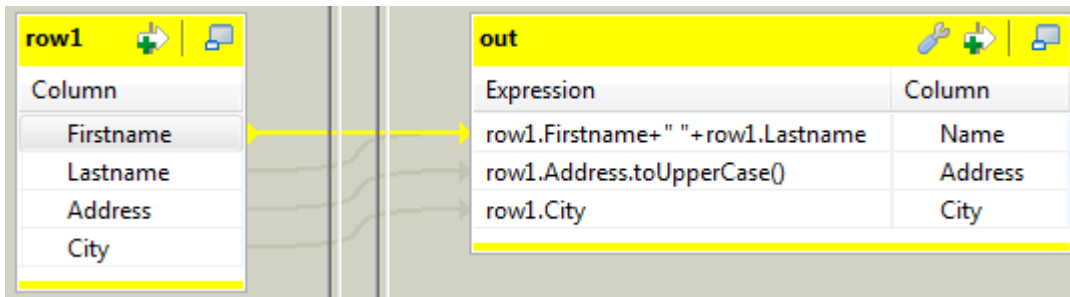 row1
Column
Firstname
Lastname
Address
City
out
Expression Column
row1.Firstname+" "+row1.Lastname Name
row1.Address.toUpperCase() Address
row1.City City